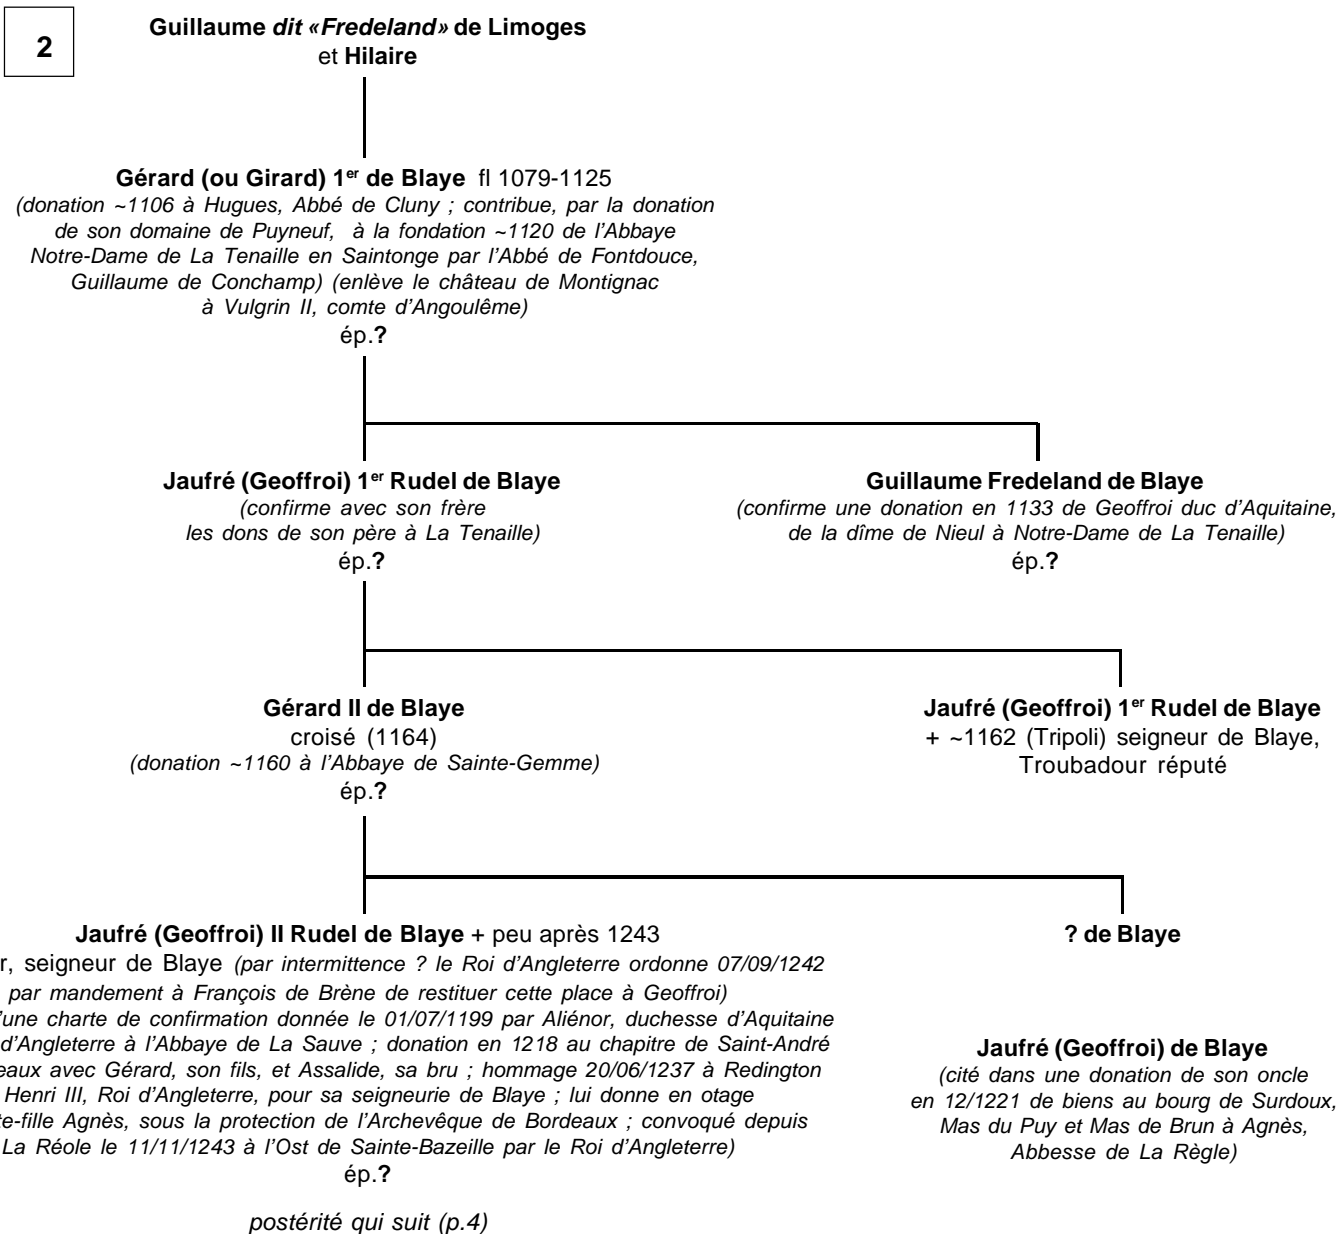 2
Guillaume dit «Fredeland» de Limoges
et Hilaire
Gérard (ou Girard) 1er de Blaye fl 1079-1125
(donation ~1106 à Hugues, Abbé de Cluny ; contribue, par la donation
de son domaine de Puyneuf, à la fondation ~1120 de l’Abbaye
Notre-Dame de La Tenaille en Saintonge par l’Abbé de Fontdouce,
Guillaume de Conchamp) (enlève le château de Montignac
à Vulgrin II, comte d’Angoulême)
ép.?
Jaufré (Geoffroi) 1er Rudel de Blaye
(confirme avec son frère
les dons de son père à La Tenaille)
ép.?
Guillaume Fredeland de Blaye
(confirme une donation en 1133 de Geoffroi duc d’Aquitaine,
de la dîme de Nieul à Notre-Dame de La Tenaille)
ép.?
Gérard II de Blaye
croisé (1164)
(donation ~1160 à l’Abbaye de Sainte-Gemme)
ép.?
Jaufré (Geoffroi) 1er Rudel de Blaye
+ ~1162 (Tripoli) seigneur de Blaye,
Troubadour réputé
Jaufré (Geoffroi) II Rudel de Blaye + peu après 1243
r, seigneur de Blaye (par intermittence ? le Roi d’Angleterre ordonne 07/09/1242
par mandement à François de Brène de restituer cette place à Geoffroi)
’une charte de confirmation donnée le 01/07/1199 par Aliénor, duchesse d’Aquitaine
d’Angleterre à l’Abbaye de La Sauve ; donation en 1218 au chapitre de Saint-André
eaux avec Gérard, son fils, et Assalide, sa bru ; hommage 20/06/1237 à Redington
Henri III, Roi d’Angleterre, pour sa seigneurie de Blaye ; lui donne en otage
te-fille Agnès, sous la protection de l’Archevêque de Bordeaux ; convoqué depuis
La Réole le 11/11/1243 à l’Ost de Sainte-Bazeille par le Roi d’Angleterre)
ép.?
postérité qui suit (p.4)
? de Blaye
Jaufré (Geoffroi) de Blaye
(cité dans une donation de son oncle
en 12/1221 de biens au bourg de Surdoux,
Mas du Puy et Mas de Brun à Agnès,
Abbesse de La Règle)